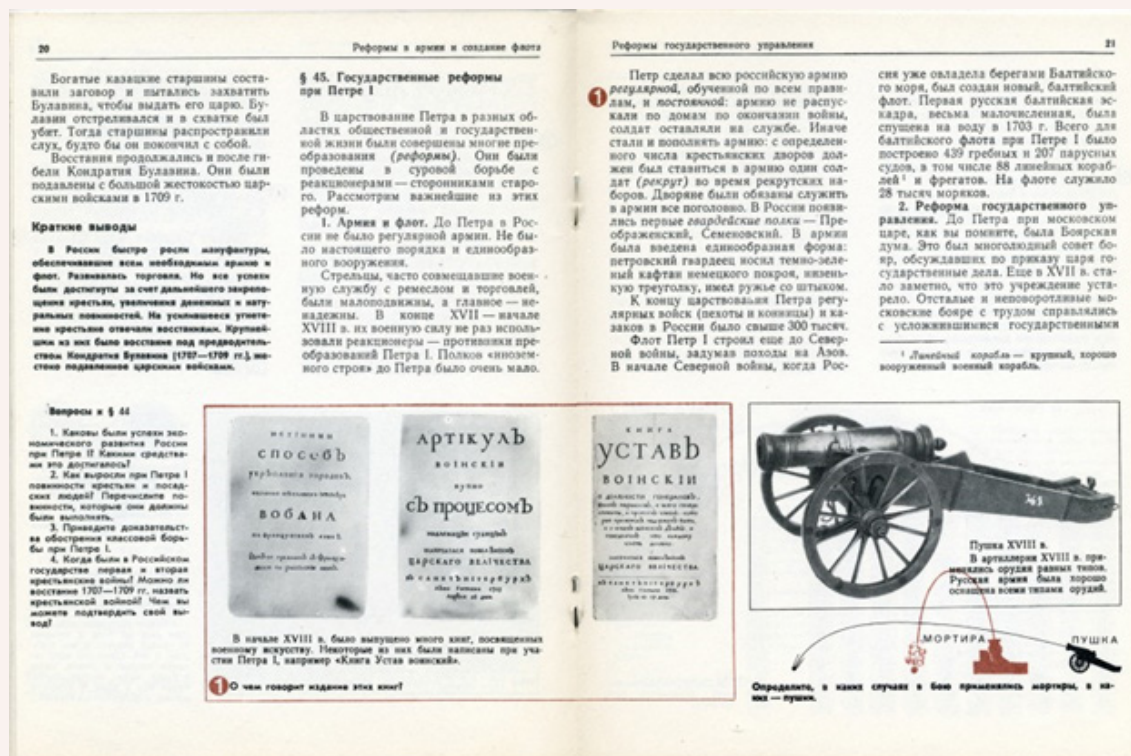 20
Реформы в армии и создание флота
Богатые казацкие старшины соста-
вили заговор и пытались захватить
Булавина, чтобы выдать его царю. Бу-
лавин отстреливался и в схватке был
убит. Тогда старшины распространили
слух, будто бы он покончил с собой.
Восстания продолжались и после ги-
бели Кондратия Булавина. Они были
подавлены с большой жестокостью цар-
скими войсками в 1709 г.
Краткие выводы
В России быстро росли мануфактуры,
обеспечивавшие всем необходимым армию и
флот. Развивалась торговля. Но все успехи
были достигнуты за счет дальнейшего закрепо-
щения крестьян, увеличения денежных и нату-
ральных повинностей. На усилившееся угнете-
ние крестьяне отвечали восстаниями. Крупней-
шим из них было восстание под предводитель-
ством Кондратия Булавина (1707—1709 гг.), же-
стоко подавленное царскими войсками.
§ 45. Государственные реформы
при Петре I
В царствование Петра в разных об-
ластях общественной и государствен-
ной жизни были совершены многие пре-
образования (реформы). Они были
проведены в суровой борьбе с
реакционерами — сторонниками старо-
го. Рассмотрим важнейшие из этих
реформ.
1. Армия и флот. До Петра в Рос-
сии не было регулярной армии. Не бы-
ло настоящего порядка и единообраз-
ного вооружения.
Стрельцы, часто совмещавшие воен-
ную службу с ремеслом и торговлей,
были малоподвижны, а главное — не-
надежны. В конце XVII — начале
XVIII в. их военную силу не раз исполь-
зовали реакционеры — противники пре-
образований Петра I. Полков «инозем-
ного строя» до Петра было очень мало.
Вопросы к § 44
1. Каковы были успехи эко-
номического развития России
при Петре I? Какими средства-
ми это достигалось?
2. Как выросли при Петре I
повинности крестьян и посад-
ских людей? Перечислите по-
винности, которые они должны
были выполнять.
3. Приведите доказательст-
ва обострения классовой борь-
бы при Петре I.
4. Когда были в Российском
государстве первая и вторая
крестьянские войны? Можно ли
восстание 1707—1709 гг. назвать
крестьянской войной? Чем вы
можете подтвердить свой вы-
вод?
способъ
вобана
артікулъ
воінскіи
съ процесомъ
царскаго велічества
книга
уставъ
воинскіи
царскаго велічества
В начале XVIII в. было выпущено много книг, посвященных
военному искусству. Некоторые из них были написаны при уча-
стии Петра I, например «Книга Устав воинский».
1 О чем говорит издание этих книг?
Реформы государственного управления
21
1
Петр сделал всю российскую армию
регулярной, обученной по всем прави-
лам, и постоянной: армию не распус-
кали по домам по окончании войны,
солдат оставляли на службе. Иначе
стали и пополнять армию: с определен-
ного числа крестьянских дворов дол-
жен был ставиться в армию один сол-
дат (рекрут) во время рекрутских на-
боров. Дворяне были обязаны служить
в армии все поголовно. В России появи-
лись первые гвардейские полки — Пре-
ображенский, Семеновский. В армии
была введена единообразная форма:
петровский гвардеец носил темно-зеле-
ный кафтан немецкого покроя, низень-
кую треуголку, имел ружье со штыком.
К концу царствования Петра регу-
лярных войск (пехоты и конницы) и ка-
заков в России было свыше 300 тысяч.
Флот Петр I строил еще до Север-
ной войны, задумав походы на Азов.
В начале Северной войны, когда Рос-
сия уже овладела берегами Балтийско-
го моря, был создан новый, балтийский
флот. Первая русская балтийская эс-
кадра, весьма малочисленная, была
спущена на воду в 1703 г. Всего для
балтийского флота при Петре I было
построено 439 гребных и 207 парусных
судов, в том числе 88 линейных кораб-
лей¹ и фрегатов. На флоте служило
28 тысяч моряков.
2. Реформа государственного уп-
равления. До Петра при московском
царе, как вы помните, была Боярская
дума. Это был многолюдный совет бо-
яр, обсуждавших по приказу царя го-
сударственные дела. Еще в XVII в. ста-
ло заметно, что это учреждение уста-
рело. Отсталые и неповоротливые мо-
сковские бояре с трудом справлялись
с усложнившимися государственными
¹ Линейный корабль — крупный, хорошо
вооруженный военный корабль.
Пушка XVIII в.
В артиллерии XVIII в. при-
менялись орудия разных типов.
Русская армия была хорошо
оснащена всеми типами орудий.
МОРТИРА
ПУШКА
Определите, в каких случаях в бою применялись мортиры, в ка-
ких — пушки.